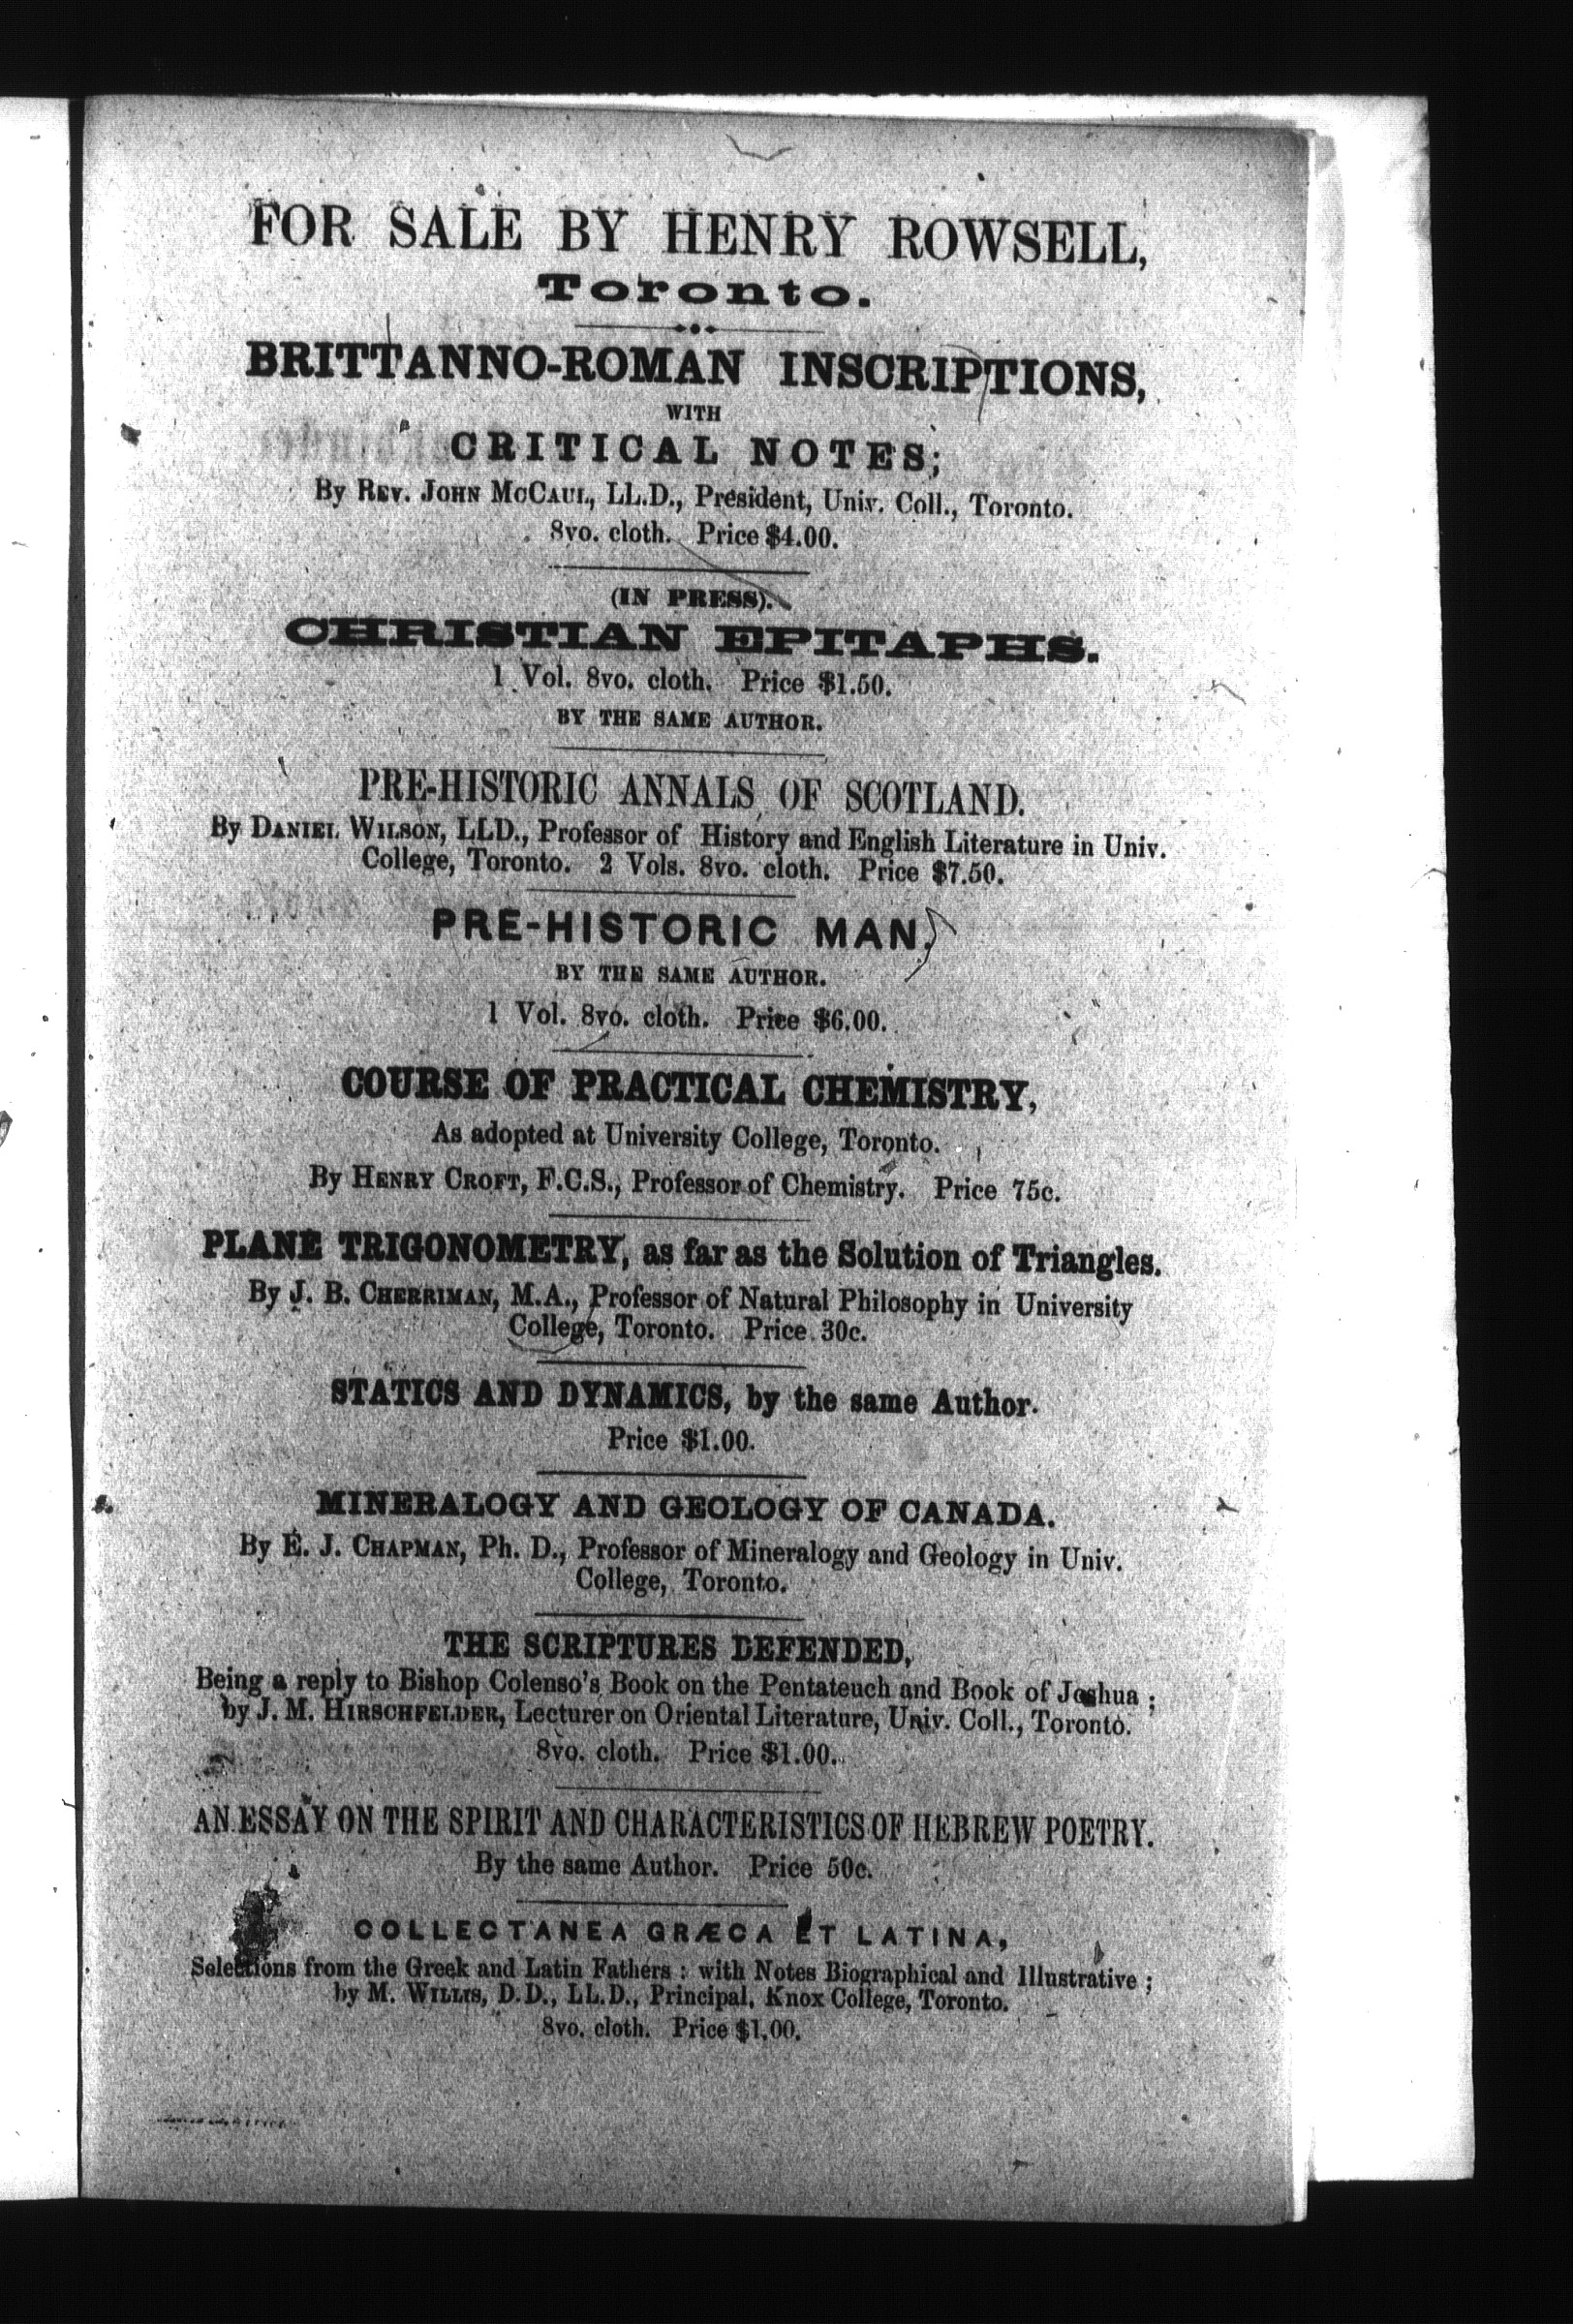 FOR SALE BY HENRY ROWSELL,
Toronto.
BRITTANNO-ROMAN INSCRIPTIONS,
WITH
CRITICAL NOTES;
By Rev. John McCaul, LL.D., President, Univ. Coll., Toronto.
8vo. cloth. Price $4.00.
(IN PRESS).
CHRISTIAN EPITAPHS.
1 Vol. 8vo. cloth. Price $1.50.
BY THE SAME AUTHOR.
PRE-HISTORIC ANNALS OF SCOTLAND.
By Daniel Wilson, LLD., Professor of History and English Literature in Univ.
College, Toronto. 2 Vols. 8vo. cloth. Price $7.50.
PRE-HISTORIC MAN.
BY THE SAME AUTHOR.
1 Vol. 8vo. cloth. Price $6.00.
COURSE OF PRACTICAL CHEMISTRY,
As adopted at University College, Toronto.
By Henry Croft, F.C.S., Professor of Chemistry. Price 75c.
PLANE TRIGONOMETRY, as far as the Solution of Triangles.
By J. B. Cherriman, M.A., Professor of Natural Philosophy in University
College, Toronto. Price 30c.
STATICS AND DYNAMICS, by the same Author.
Price $1.00.
MINERALOGY AND GEOLOGY OF CANADA.
By E. J. Chapman, Ph. D., Professor of Mineralogy and Geology in Univ.
College, Toronto.
THE SCRIPTURES DEFENDED,
Being a reply to Bishop Colenso's Book on the Pentateuch and Book of Joshua ;
by J. M. Hirschfelder, Lecturer on Oriental Literature, Univ. Coll., Toronto.
8vo. cloth. Price $1.00.
AN ESSAY ON THE SPIRIT AND CHARACTERISTICS OF HEBREW POETRY.
By the same Author. Price 50c.
COLLECTANEA GRÆCA ET LATINA,
Selections from the Greek and Latin Fathers : with Notes Biographical and Illustrative ;
by M. Willis, D.D., LL.D., Principal, Knox College, Toronto.
8vo. cloth. Price $1.00.